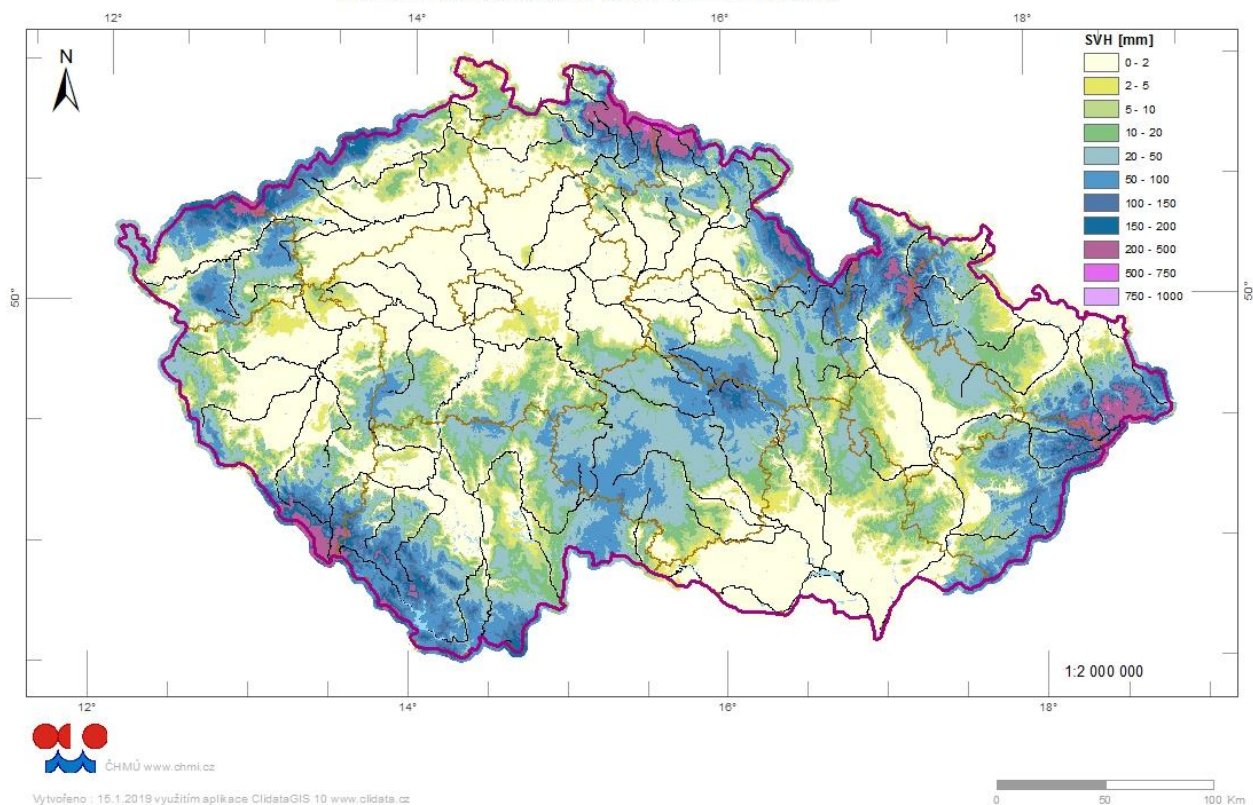 12°
14°
16°
18°
N
SVH [mm]
0 - 2
2 - 5
5 - 10
10 - 20
20 - 50
50 - 100
100 - 150
150 - 200
200 - 500
500 - 750
750 - 1000
50°
50°
1:2 000 000
12°
14°
16°
18°
ČHMÚ www.chmi.cz
Vytvořeno : 15.1.2019 využitím aplikace ClidataGIS 10 www.clidata.cz
0 50 100 Km